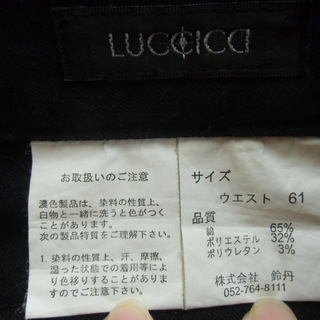 LUCCICCI
お取扱いのご注意
濃色製品は、染料の性質上、
白物と一緒に洗うと色がつく
ことがあります。
次の製品特質をご理解下さい。
1. 染料の性質上、汗、摩擦、
湿った状態での着用等によ
り色移りすることがありま
すのでご注意下さい。
サイズ
ウエスト 61
品質
綿 65%
ポリエステル 32%
ポリウレタン 3%
株式会社 鈴丹
052-764-8111